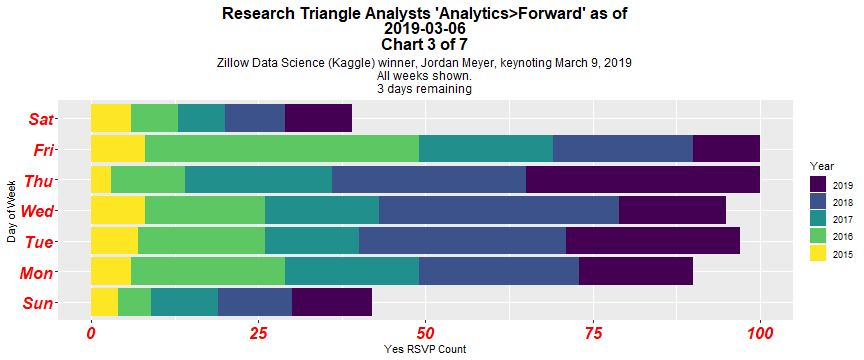 Research Triangle Analysts 'Analytics>Forward' as of
2019-03-06
Chart 3 of 7
Zillow Data Science (Kaggle) winner, Jordan Meyer, keynoting March 9, 2019
All weeks shown.
3 days remaining
Day of Week
Sat
Fri
Thu
Wed
Tue
Mon
Sun
0 25 50 75 100
Yes RSVP Count
Year
2019
2018
2017
2016
2015